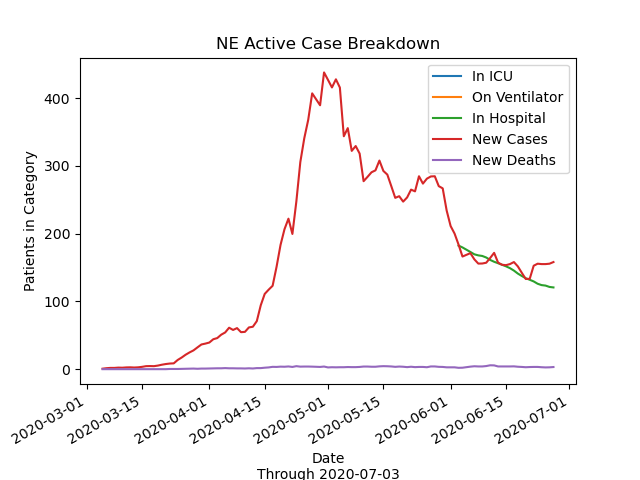 NE Active Case Breakdown
In ICU
On Ventilator
In Hospital
New Cases
New Deaths
Patients in Category
400
300
200
100
0
2020-03-01
2020-03-15
2020-04-01
2020-04-15
2020-05-01
2020-05-15
2020-06-01
2020-06-15
2020-07-01
Date
Through 2020-07-03